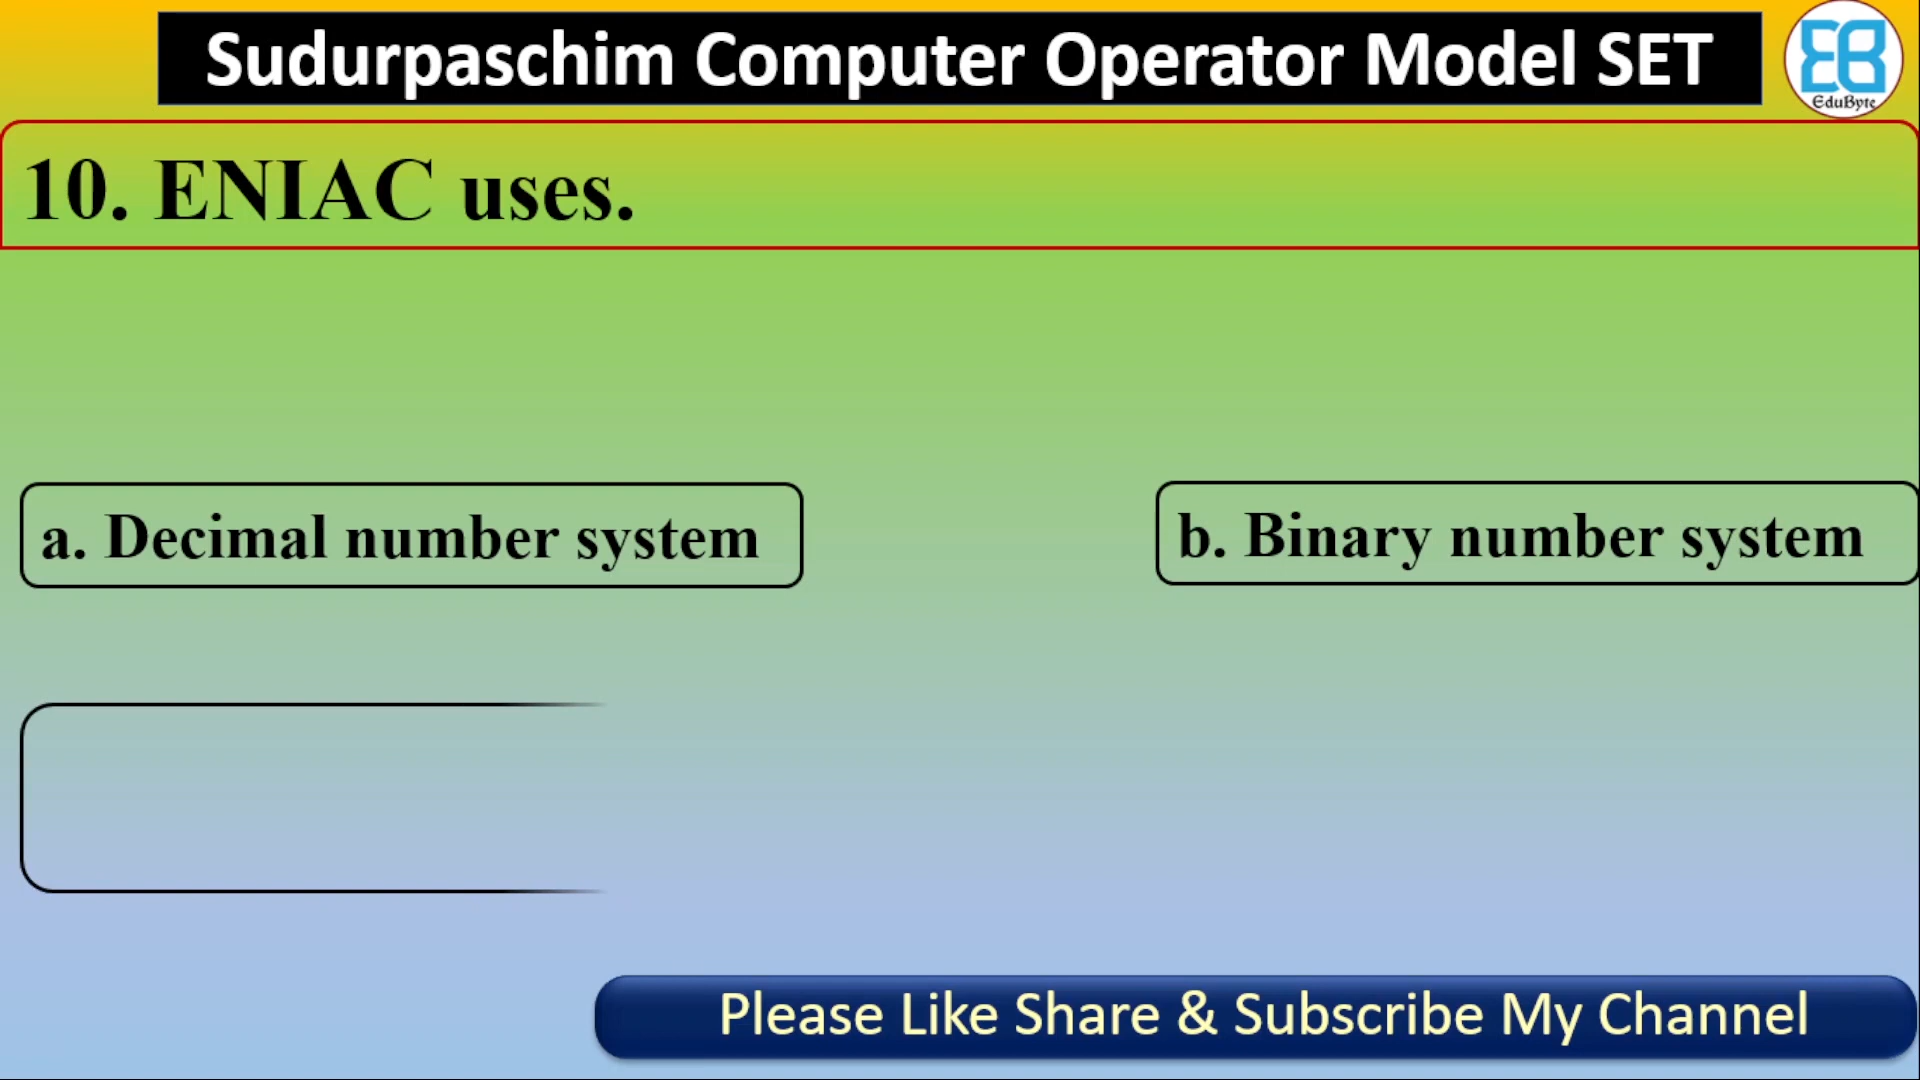 Sudurpaschim Computer Operator Model SET
EduByte
10. ENIAC uses.
a. Decimal number system
b. Binary number system
Please Like Share & Subscribe My Channel